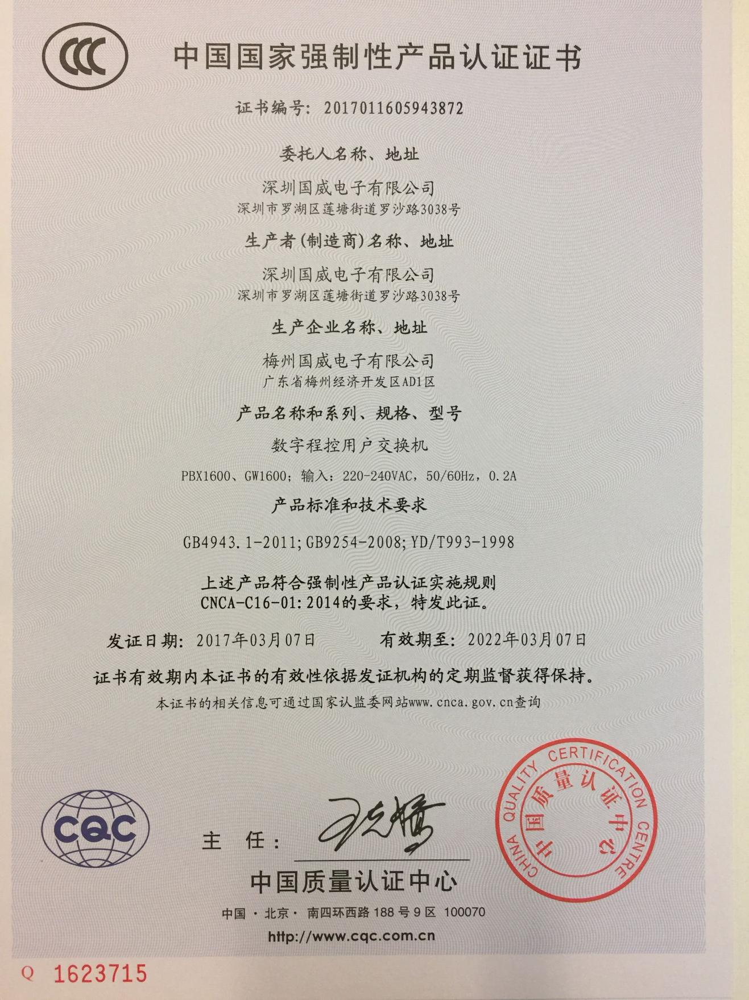 CCC
中国国家强制性产品认证证书
证书编号：2017011605943872
委托人名称、地址
深圳国威电子有限公司
深圳市罗湖区莲塘街道罗沙路3038号
生产者(制造商)名称、地址
深圳国威电子有限公司
深圳市罗湖区莲塘街道罗沙路3038号
生产企业名称、地址
梅州国威电子有限公司
广东省梅州经济开发区AD1区
产品名称和系列、规格、型号
数字程控用户交换机
PBX1600、GW1600；输入：220-240VAC，50/60Hz，0.2A
产品标准和技术要求
GB4943.1-2011;GB9254-2008;YD/T993-1998
上述产品符合强制性产品认证实施规则
CNCA-C16-01:2014的要求，特发此证。
发证日期：2017年03月07日 有效期至：2022年03月07日
证书有效期内本证书的有效性依据发证机构的定期监督获得保持。
本证书的相关信息可通过国家认监委网站www.cnca.gov.cn查询
CQC
主 任：
CHINA QUALITY CERTIFICATION CENTRE
中国质量认证中心
中国质量认证中心
中国·北京·南四环西路188号9区 100070
http://www.cqc.com.cn
Q 1623715